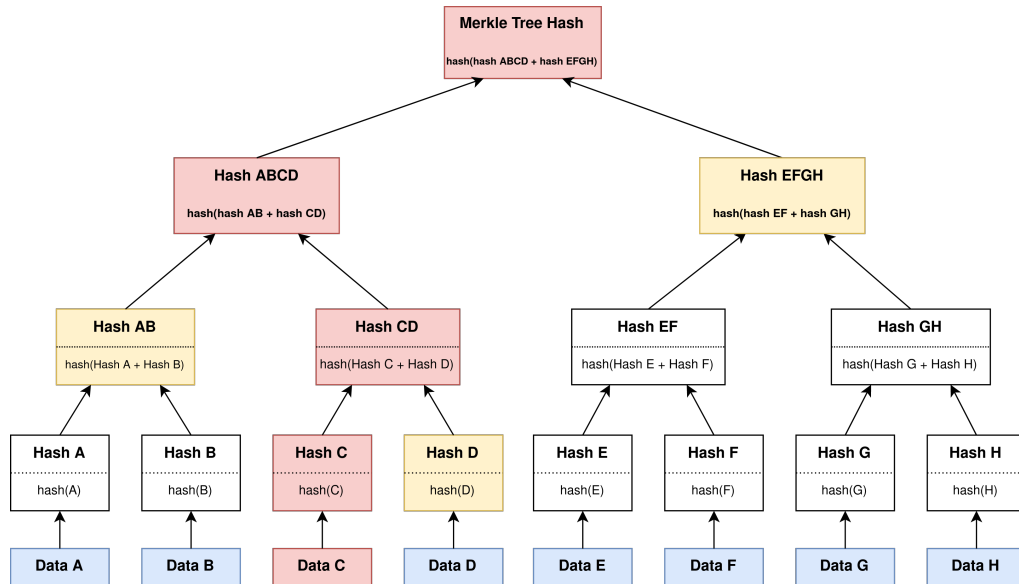 Merkle Tree Hash
hash(hash ABCD + hash EFGH)
Hash ABCD
hash(hash AB + hash CD)
Hash EFGH
hash(hash EF + hash GH)
Hash AB
hash(Hash A + Hash B)
Hash CD
hash(Hash C + Hash D)
Hash EF
hash(Hash E + Hash F)
Hash GH
hash(Hash G + Hash H)
Hash A
hash(A)
Hash B
hash(B)
Hash C
hash(C)
Hash D
hash(D)
Hash E
hash(E)
Hash F
hash(F)
Hash G
hash(G)
Hash H
hash(H)
Data A
Data B
Data C
Data D
Data E
Data F
Data G
Data H